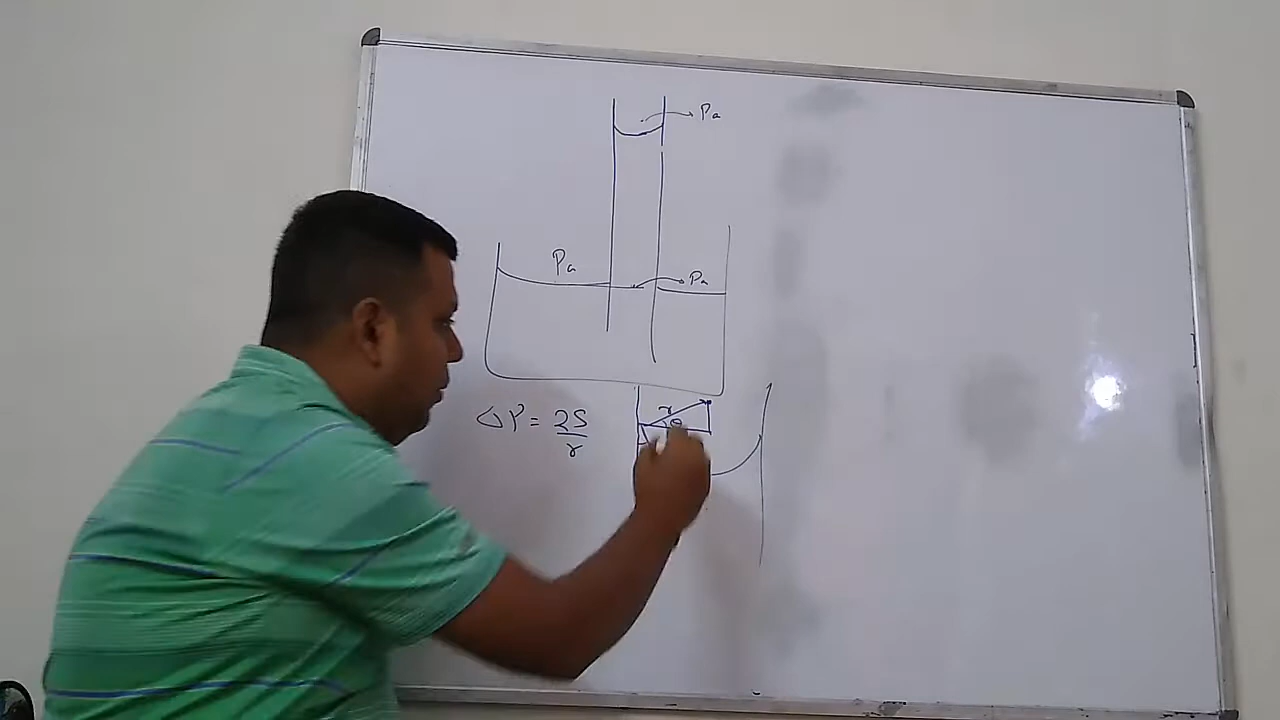 Pa
Pa
Pa
ΔP = 2S/r
r
θ